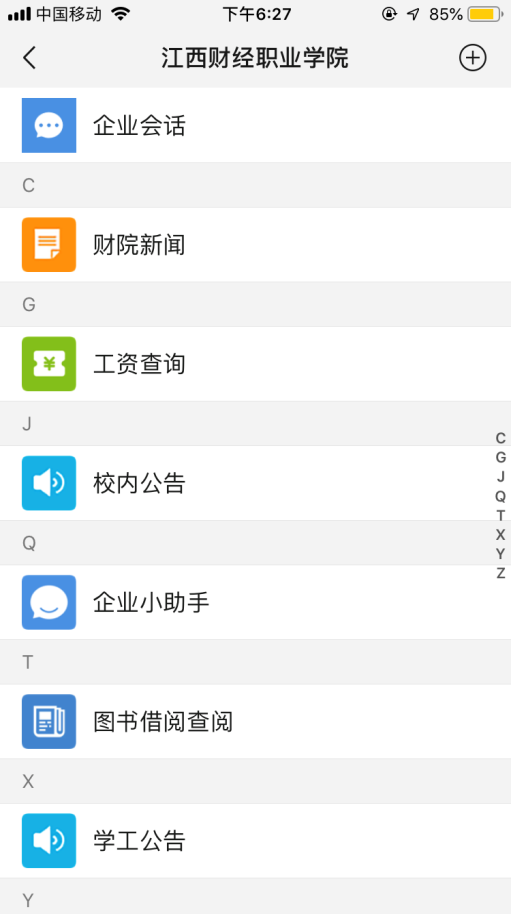 中国移动 下午6:27 85%
江西财经职业学院
企业会话
C
财院新闻
G
工资查询
J
校内公告
Q
企业小助手
T
图书借阅查阅
X
学工公告
Y
C
G
J
Q
T
X
Y
Z